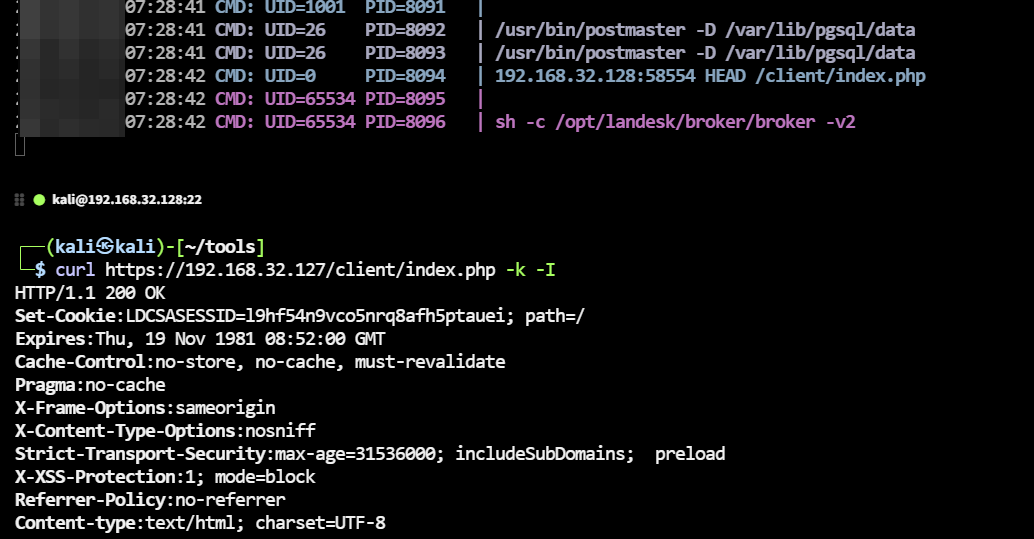 07:28:41 CMD: UID=1001 PID=8091 |
07:28:41 CMD: UID=26 PID=8092 | /usr/bin/postmaster -D /var/lib/pgsql/data
07:28:41 CMD: UID=26 PID=8093 | /usr/bin/postmaster -D /var/lib/pgsql/data
07:28:42 CMD: UID=0 PID=8094 | 192.168.32.128:58554 HEAD /client/index.php
07:28:42 CMD: UID=65534 PID=8095 |
07:28:42 CMD: UID=65534 PID=8096 | sh -c /opt/landesk/broker/broker -v2
kali@192.168.32.128:22
┌──(kali㉿kali)-[~/tools]
└─$ curl https://192.168.32.127/client/index.php -k -I
HTTP/1.1 200 OK
Set-Cookie:LDCSASESSID=l9hf54n9vco5nrq8afh5ptauei; path=/
Expires:Thu, 19 Nov 1981 08:52:00 GMT
Cache-Control:no-store, no-cache, must-revalidate
Pragma:no-cache
X-Frame-Options:sameorigin
X-Content-Type-Options:nosniff
Strict-Transport-Security:max-age=31536000; includeSubDomains;  preload
X-XSS-Protection:1; mode=block
Referrer-Policy:no-referrer
Content-type:text/html; charset=UTF-8